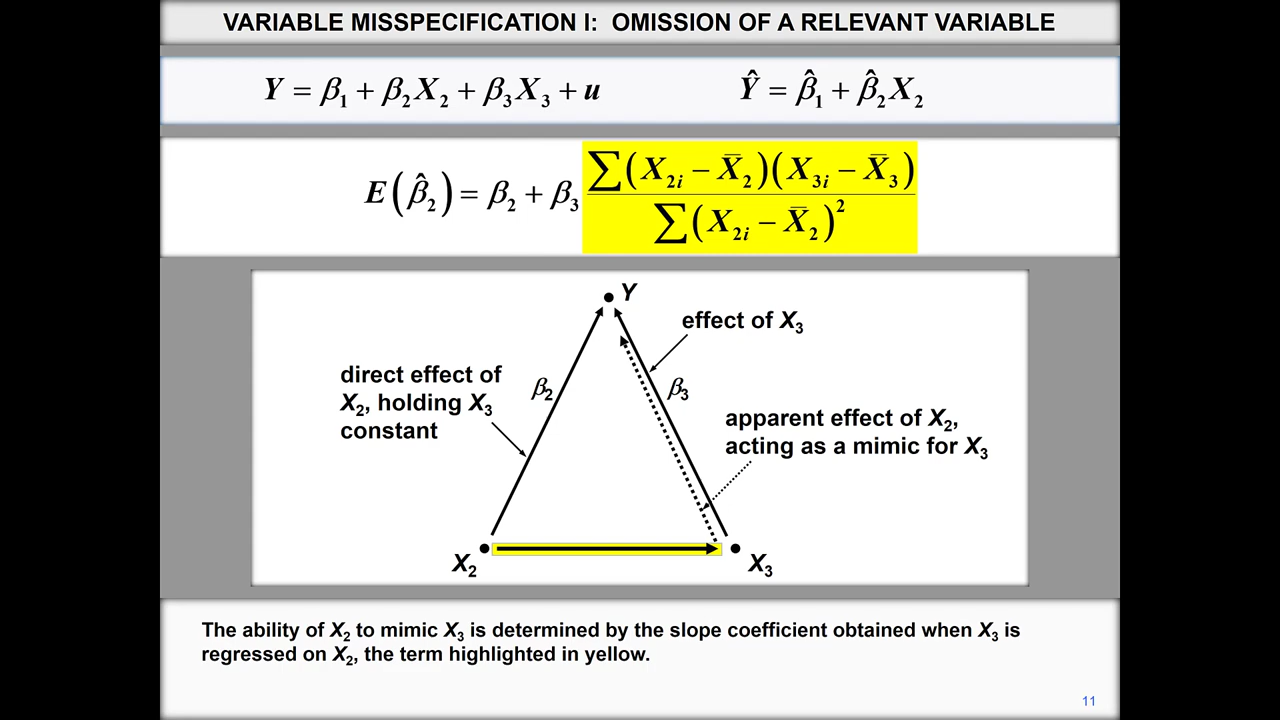 VARIABLE MISSPECIFICATION I: OMISSION OF A RELEVANT VARIABLE
Y = β₁ + β₂X₂ + β₃X₃ + u
Ŷ = β̂₁ + β̂₂X₂
E(β̂₂) = β₂ + β₃ ∑(X₂ᵢ − X̄₂)(X₃ᵢ − X̄₃) / ∑(X₂ᵢ − X̄₂)²
Y
effect of X₃
direct effect of
X₂, holding X₃
constant
β₂
β₃
apparent effect of X₂,
acting as a mimic for X₃
X₂
X₃
The ability of X₂ to mimic X₃ is determined by the slope coefficient obtained when X₃ is
regressed on X₂, the term highlighted in yellow.
11